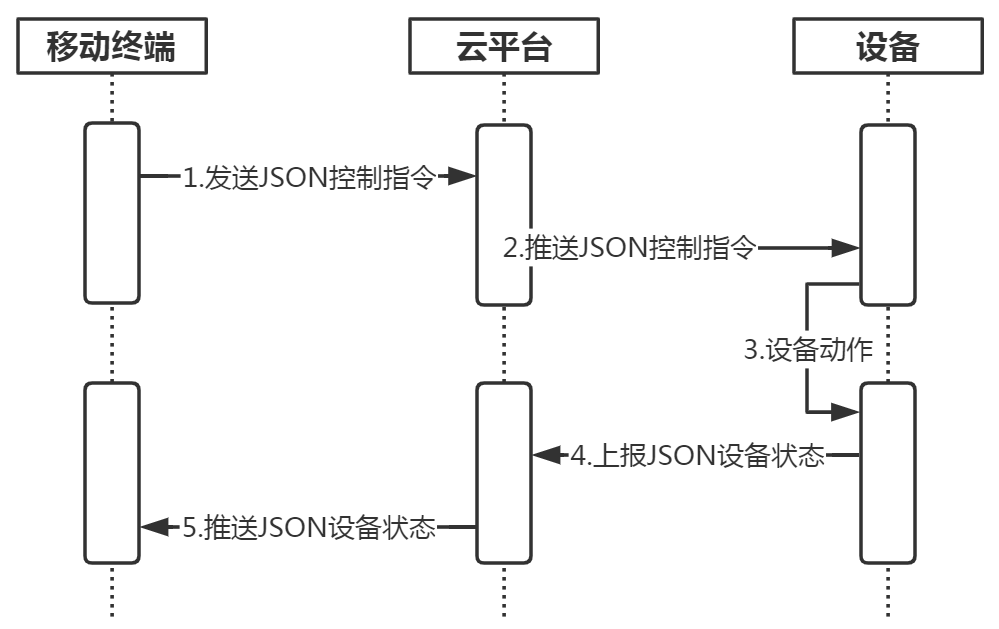 移动终端
云平台
设备
1.发送JSON控制指令
2.推送JSON控制指令
3.设备动作
4.上报JSON设备状态
5.推送JSON设备状态